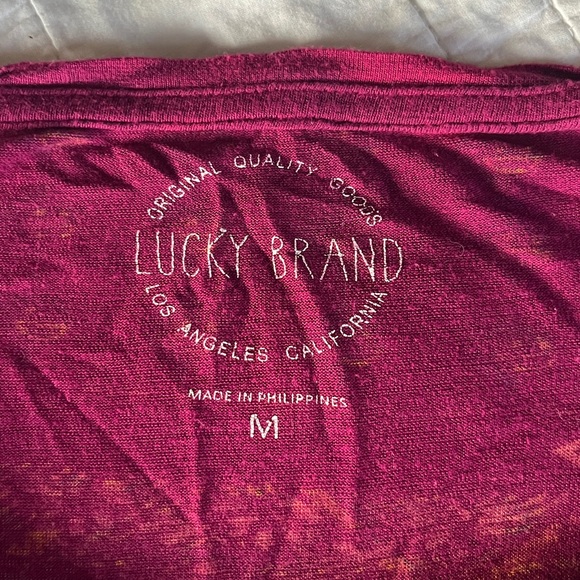 ORIGINAL QUALITY GOODS
LUCKY BRAND
LOS ANGELES CALIFORNIA
MADE IN PHILIPPINES
M